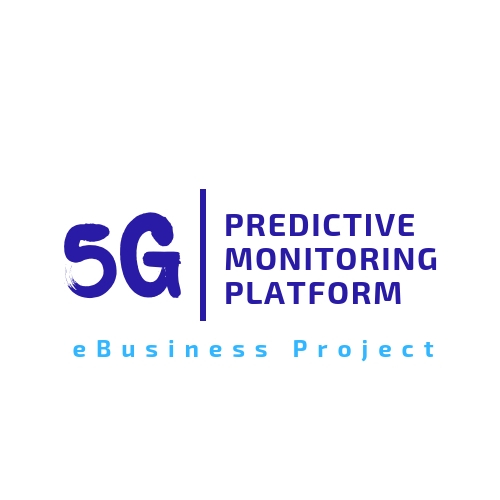 5G
PREDICTIVE
MONITORING
PLATFORM
eBusiness Project